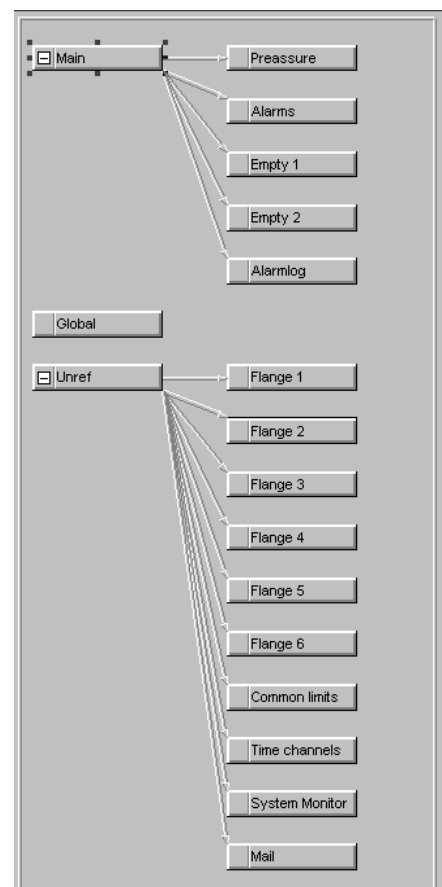 Main
Preassure
Alarms
Empty 1
Empty 2
Alarmlog
Global
Unref
Flange 1
Flange 2
Flange 3
Flange 4
Flange 5
Flange 6
Common limits
Time channels
System Monitor
Mail